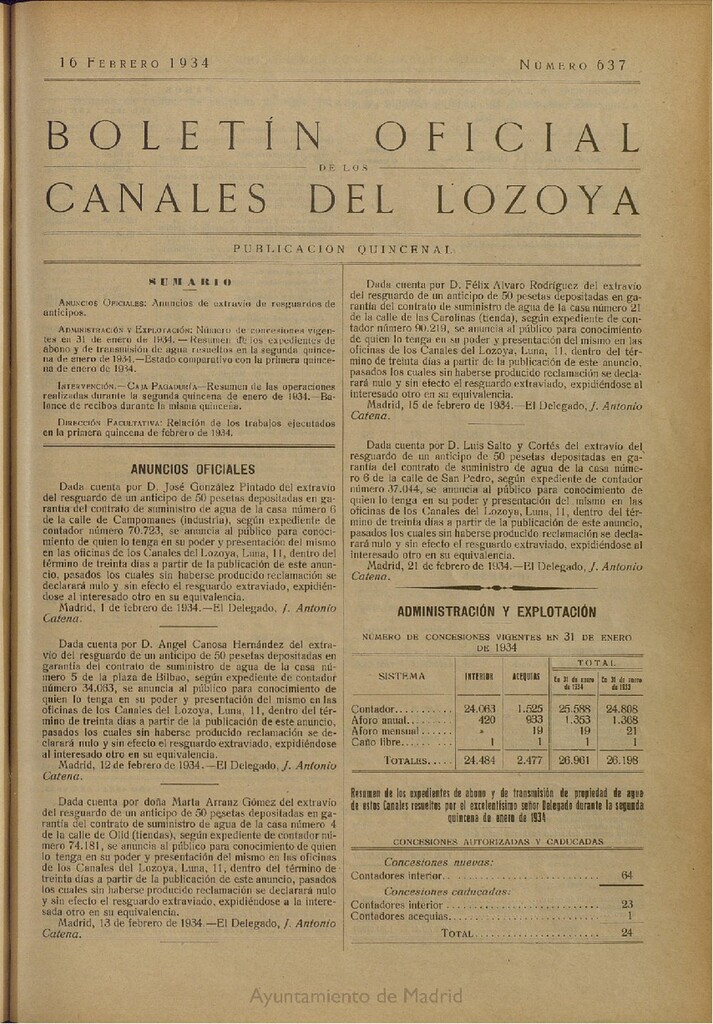 16 FEBRERO 1934
NÚMERO 637
BOLETÍN OFICIAL
DE LOS
CANALES DEL LOZOYA
PUBLICACION QUINCENAL
SUMARIO
ANUNCIOS OFICIALES: Anuncios de extravío de resguardos de
anticipos.
ADMINISTRACIÓN Y EXPLOTACIÓN: Número de concesiones vigen-
tes en 31 de enero de 1934.—Resumen de los expedientes de
abono y de transmisión de agua resueltos en la segunda quince-
na de enero de 1934.—Estado comparativo con la primera quince-
na de enero de 1934.
INTERVENCIÓN.—CAJA PAGADURÍA—Resumen de las operaciones
realizadas durante la segunda quincena de enero de 1934.—Ba-
lance de recibos durante la misma quincena.
DIRECCIÓN FACULTATIVA: Relación de los trabajos ejecutados
en la primera quincena de febrero de 1934.
ANUNCIOS OFICIALES
Dada cuenta por D. José González Pintado del extravío
del resguardo de un anticipo de 50 pesetas depositadas en ga-
rantía del contrato de suministro de agua de la casa número 6
de la calle de Campomanes (industria), según expediente de
contador número 70.723, se anuncia al público para conoci-
miento de quien lo tenga en su poder y presentación del mismo
en las oficinas de los Canales del Lozoya, Luna, 11, dentro del
término de treinta días a partir de la publicación de este anun-
cio, pasados los cuales sin haberse producido reclamación se
declarará nulo y sin efecto el resguardo extraviado, expidién-
dose al interesado otro en su equivalencia.
Madrid, 1 de febrero de 1934.—El Delegado, J. Antonio
Catena.
Dada cuenta por D. Angel Canosa Hernández del extra-
vío del resguardo de un anticipo de 50 pesetas depositadas en
garantía del contrato de suministro de agua de la casa nú-
mero 5 de la plaza de Bilbao, según expediente de contador
número 34.063, se anuncia al público para conocimiento de
quien lo tenga en su poder y presentación del mismo en las
oficinas de los Canales del Lozoya, Luna, 11, dentro del tér-
mino de treinta días a partir de la publicación de este anuncio,
pasados los cuales sin haberse producido reclamación se de-
clarará nulo y sin efecto el resguardo extraviado, expidiéndose
al interesado otro en su equivalencia.
Madrid, 12 de febrero de 1934.—El Delegado, J. Antonio
Catena.
Dada cuenta por doña Marta Arranz Gómez del extravío
del resguardo de un anticipo de 50 pesetas depositadas en ga-
rantía del contrato de suministro de agua de la casa número 4
de la calle de Olid (tiendas), según expediente de contador nú-
mero 74.181, se anuncia al público para conocimiento de quien
lo tenga en su poder y presentación del mismo en las oficinas
de los Canales del Lozoya, Luna, 11, dentro del término de
treinta días a partir de la publicación de este anuncio, pasados
los cuales sin haberse producido reclamación se declarará nulo
y sin efecto el resguardo extraviado, expidiéndose a la intere-
sada otro en su equivalencia.
Madrid, 13 de febrero de 1934.—El Delegado, J. Antonio
Catena.
Dada cuenta por D. Félix Alvaro Rodríguez del extravío
del resguardo de un anticipo de 50 pesetas depositadas en ga-
rantía del contrato de suministro de agua de la casa número 21
de la calle de las Carolinas (tienda), según expediente de con-
tador número 90.219, se anuncia al público para conocimiento
de quien lo tenga en su poder y presentación del mismo en las
oficinas de los Canales del Lozoya, Luna, 11, dentro del tér-
mino de treinta días a partir de la publicación de este anuncio,
pasados los cuales sin haberse producido reclamación se decla-
rará nulo y sin efecto el resguardo extraviado, expidiéndose al
interesado otro en su equivalencia.
Madrid, 15 de febrero de 1934.—El Delegado, J. Antonio
Catena.
Dada cuenta por D. Luis Salto y Cortés del extravío del
resguardo de un anticipo de 50 pesetas depositadas en ga-
rantía del contrato de suministro de agua de la casa núme-
ro 6 de la calle de San Pedro, según expediente de contador
número 37.044, se anuncia al público para conocimiento de
quien lo tenga en su poder y presentación del mismo en las
oficinas de los Canales del Lozoya, Luna, 11, dentro del tér-
mino de treinta días a partir de la publicación de este anuncio,
pasados los cuales sin haberse producido reclamación se decla-
rará nulo y sin efecto el resguardo extraviado, expidiéndose al
interesado otro en su equivalencia.
Madrid, 21 de febrero de 1934.—El Delegado, J. Antonio
Catena.
ADMINISTRACIÓN Y EXPLOTACIÓN
NÚMERO DE CONCESIONES VIGENTES EN 31 DE ENERO
DE 1934
TOTAL
SISTEMA INTERIOR ACEQUIAS En 31 de enero de 1934 En 31 de enero de 1933
Contador.......... 24.063 1.525 25.588 24.808
Aforo anual........ 420 933 1.353 1.368
Aforo mensual...... » 19 19 21
Caño libre......... 1 1 1 1
TOTALES..... 24.484 2.477 26.961 26.198
Resumen de los expedientes de abono y de transmisión de propiedad de agua
de estos Canales resueltos por el excelentísimo señor Delegado durante la segunda
quincena de enero de 1934
CONCESIONES AUTORIZADAS Y CADUCADAS
Concesiones nuevas:
Contadores interior.............................. 64
Concesiones caducadas:
Contadores interior.............................. 23
Contadores acequias.............................. 1
TOTAL........................ 24
Ayuntamiento de Madrid